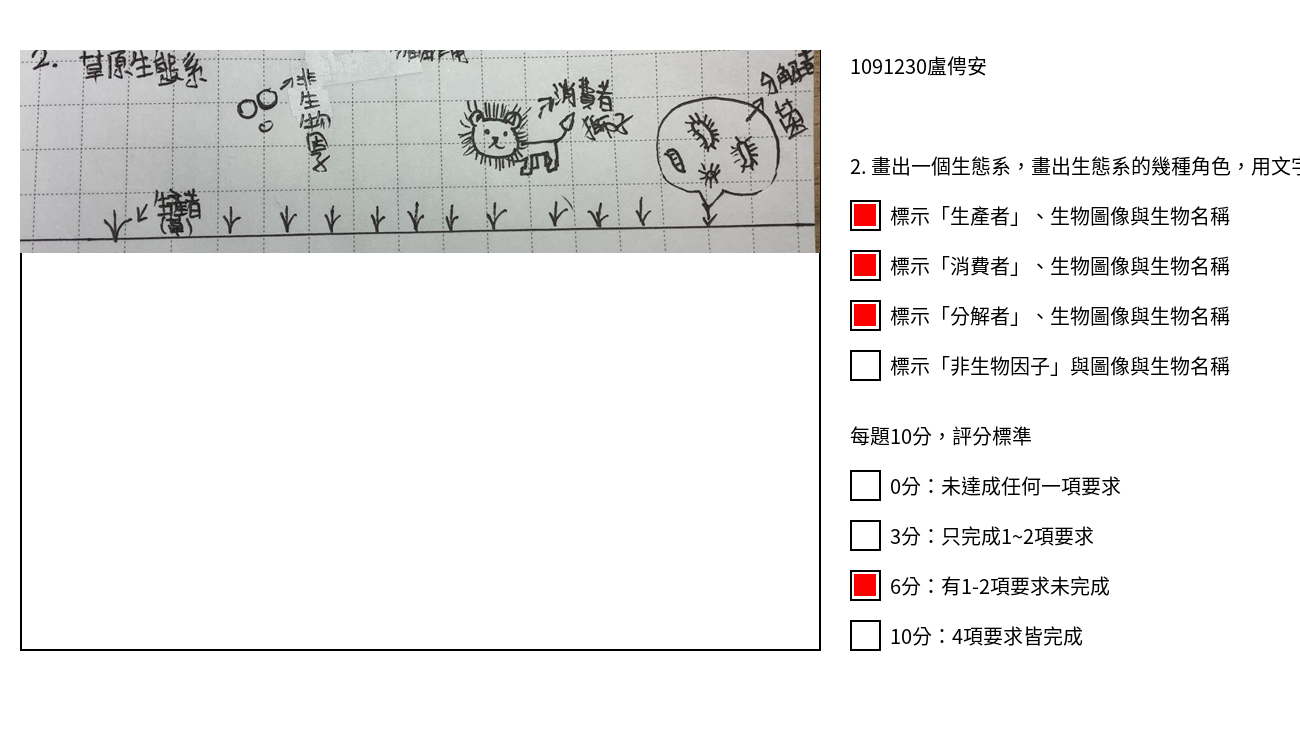 2. 草原生態系
非生物因子
消費者
獅子
分解者
菌
生產者
(草)
1091230盧俜安
2. 畫出一個生態系，畫出生態系的幾種角色，用文字
標示「生產者」、生物圖像與生物名稱
標示「消費者」、生物圖像與生物名稱
標示「分解者」、生物圖像與生物名稱
標示「非生物因子」與圖像與生物名稱
每題10分，評分標準
0分：未達成任何一項要求
3分：只完成1~2項要求
6分：有1-2項要求未完成
10分：4項要求皆完成